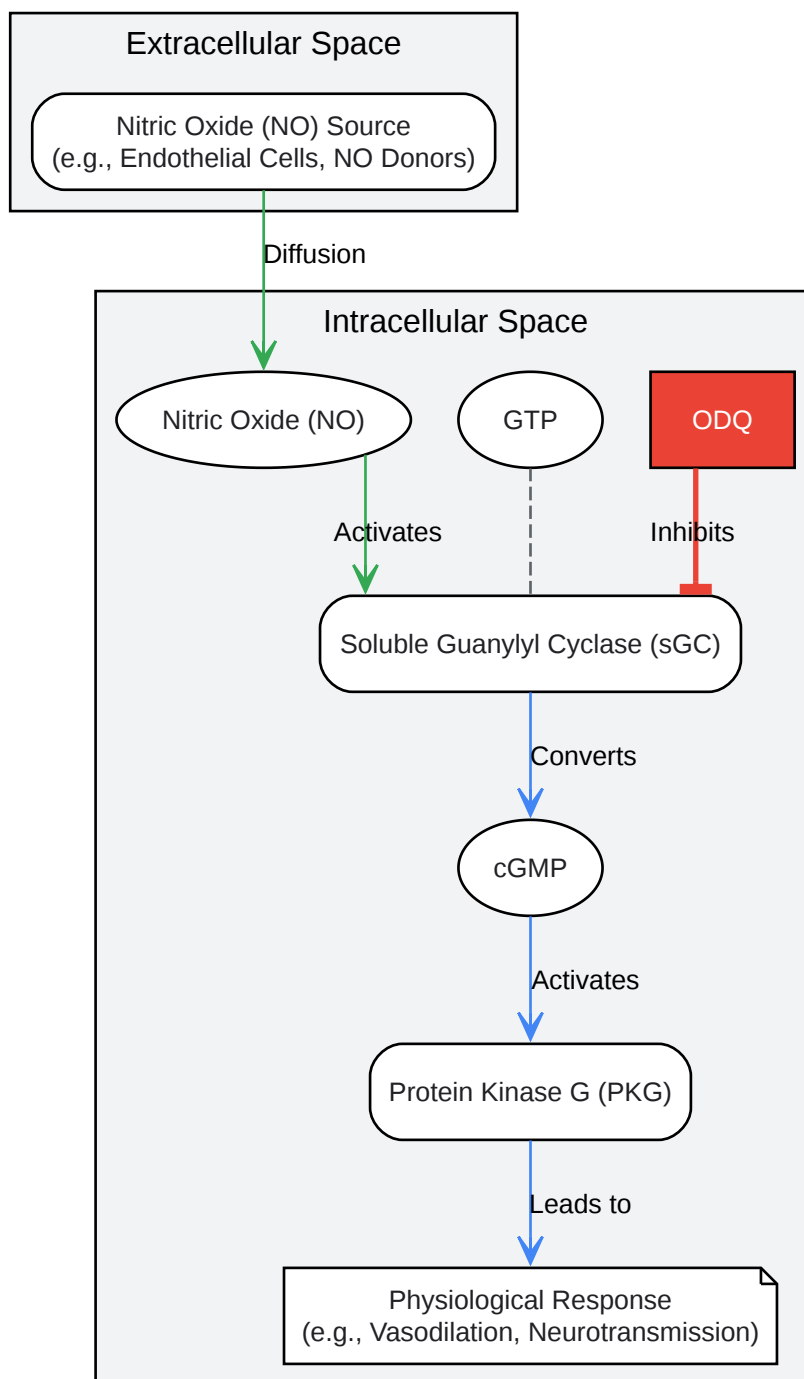 Extracellular Space
Nitric Oxide (NO) Source
(e.g., Endothelial Cells, NO Donors)
Diffusion
Intracellular Space
Nitric Oxide (NO)
GTP
ODQ
Activates
Inhibits
Soluble Guanylyl Cyclase (sGC)
Converts
cGMP
Activates
Protein Kinase G (PKG)
Leads to
Physiological Response
(e.g., Vasodilation, Neurotransmission)